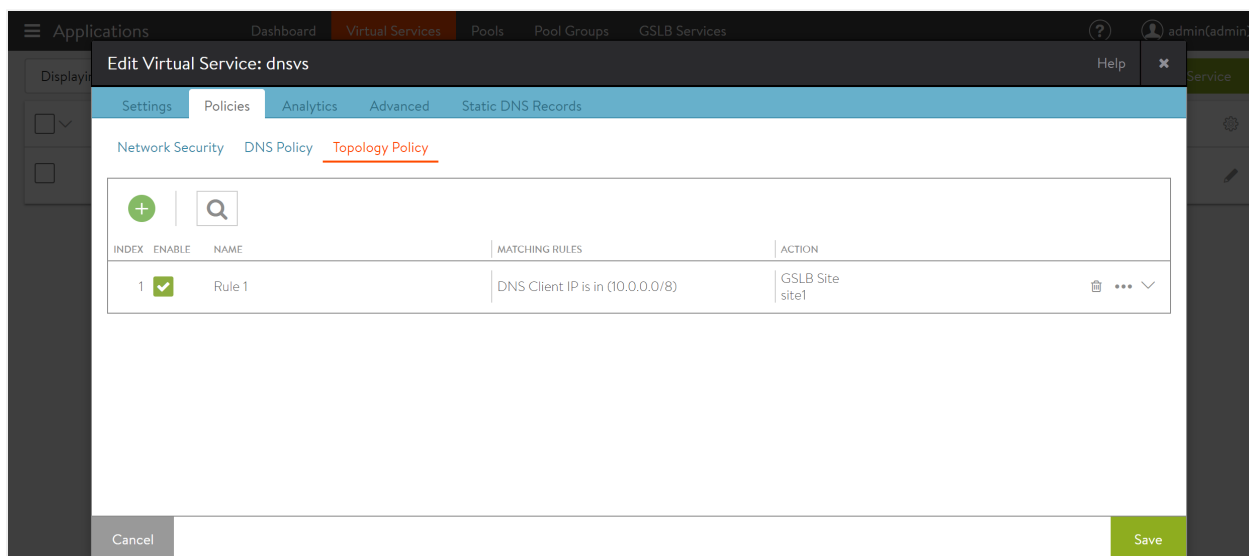 Applications Dashboard Virtual Services Pools Pool Groups GSLB Services ? admin(admin)
Edit Virtual Service: dnsvs Help
Service
Settings Policies Analytics Advanced Static DNS Records
Network Security DNS Policy Topology Policy
INDEX ENABLE NAME MATCHING RULES ACTION
1 Rule 1 DNS Client IP is in (10.0.0.0/8) GSLB Site
site1
Cancel Save